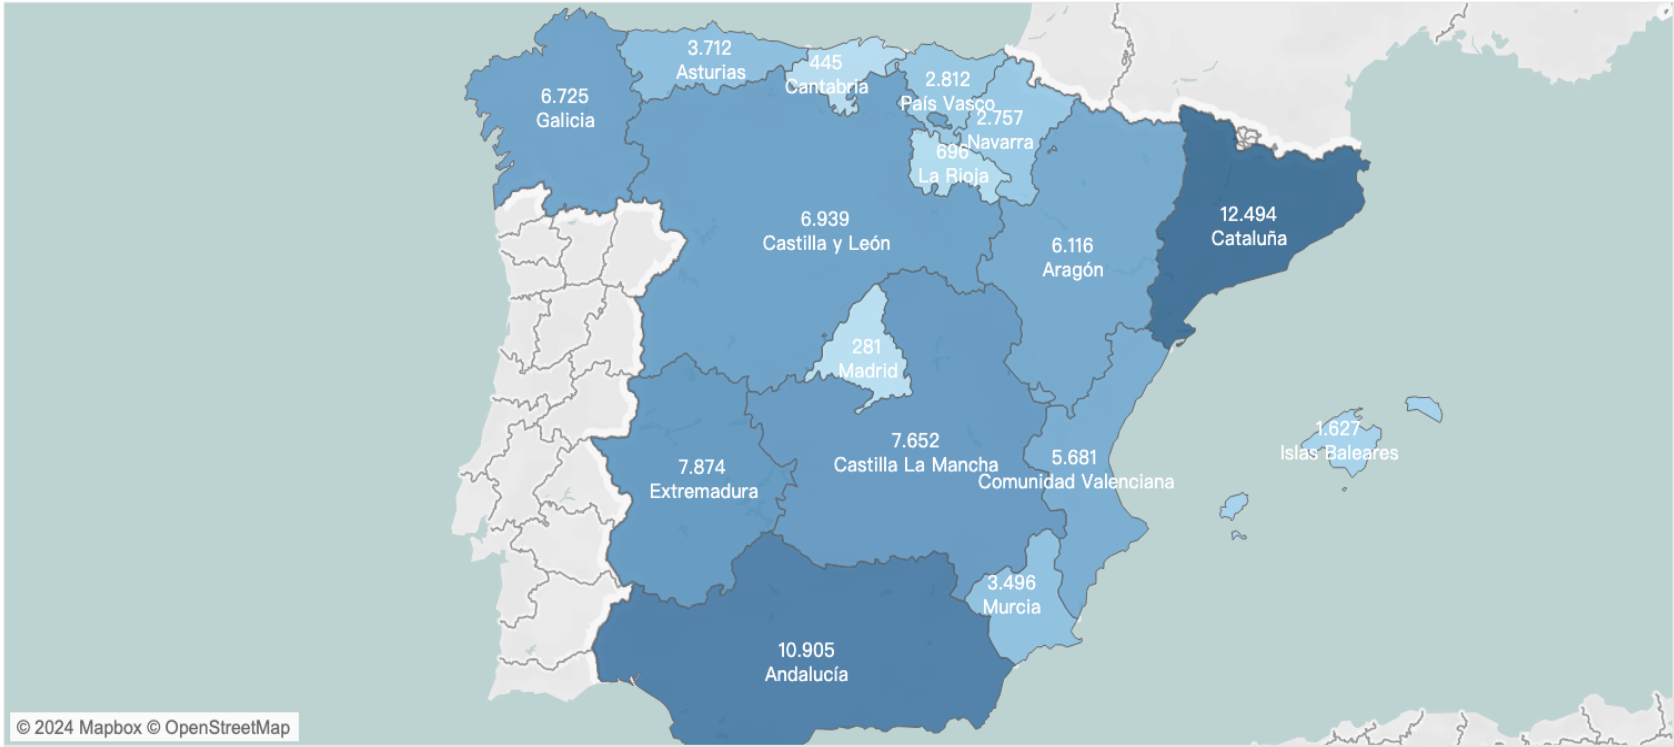 3.712
Asturias
445
Cantabria
2.812
País Vasco
2.757
Navarra
696
La Rioja
6.725
Galicia
6.939
Castilla y León
6.116
Aragón
12.494
Cataluña
281
Madrid
7.874
Extremadura
7.652
Castilla La Mancha
5.681
Comunidad Valenciana
1.627
Islas Baleares
3.496
Murcia
10.905
Andalucía
© 2024 Mapbox © OpenStreetMap